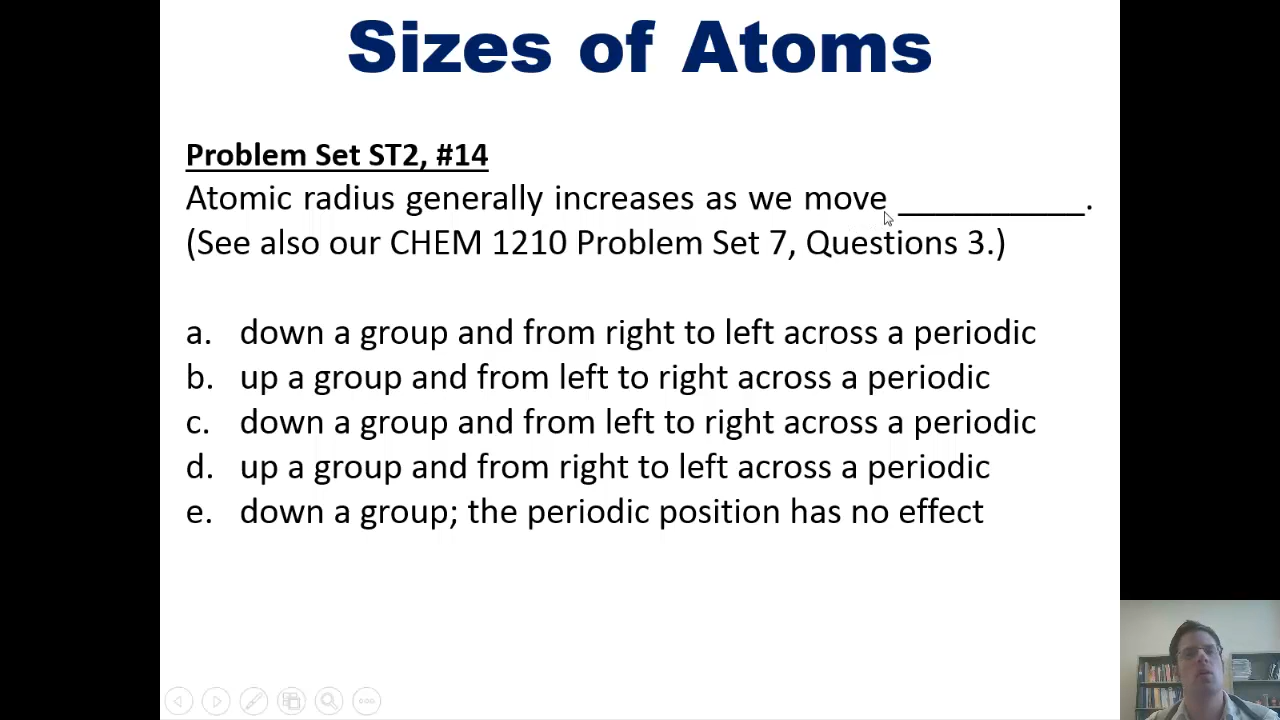 Sizes of Atoms
Problem Set ST2, #14
Atomic radius generally increases as we move __________.
(See also our CHEM 1210 Problem Set 7, Questions 3.)
a. down a group and from right to left across a periodic
b. up a group and from left to right across a periodic
c. down a group and from left to right across a periodic
d. up a group and from right to left across a periodic
e. down a group; the periodic position has no effect